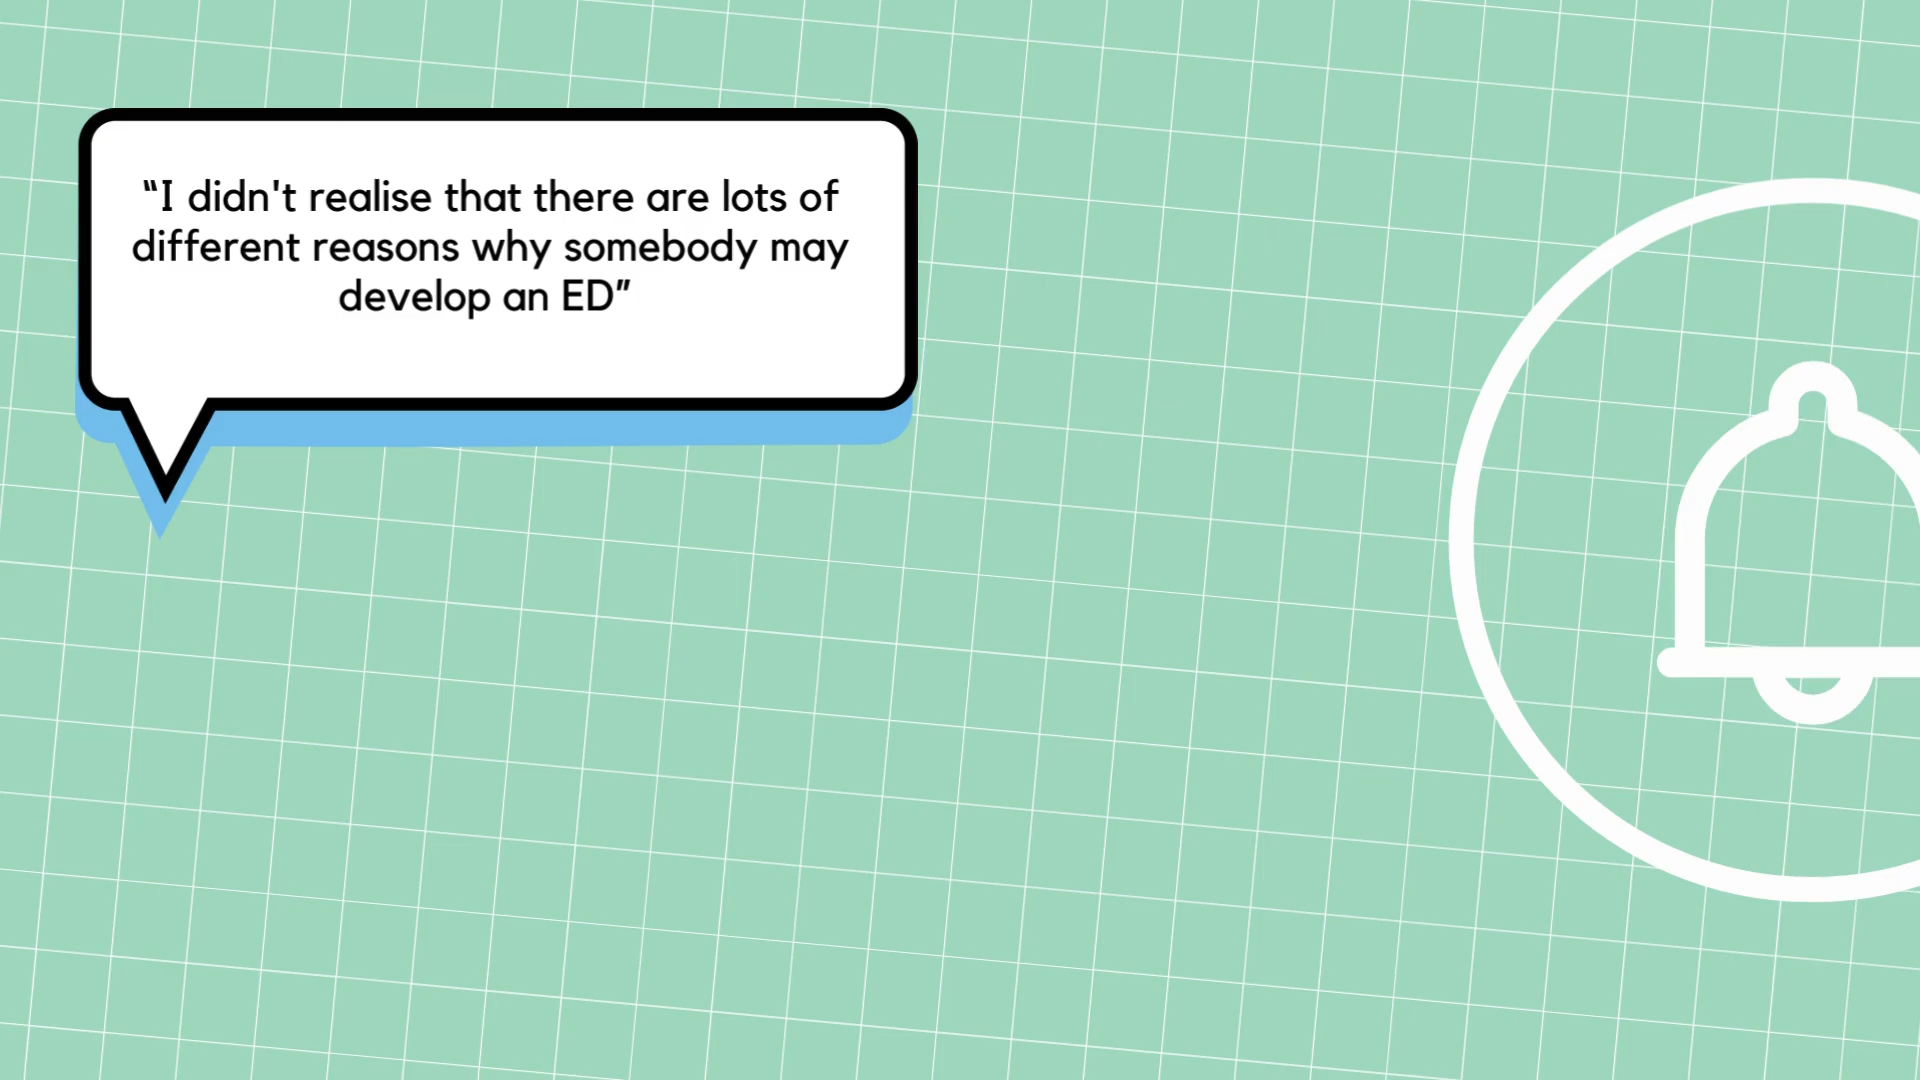 “I didn't realise that there are lots of
different reasons why somebody may
develop an ED”